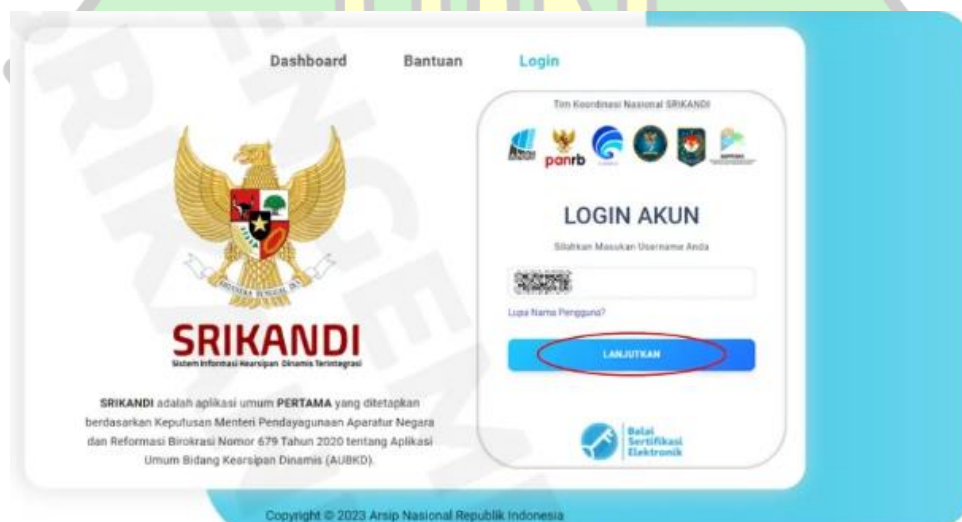 Dashboard Bantuan Login
Tim Koordinasi Nasional SRIKANDI
panrb
LOGIN AKUN
Silahkan Masukan Username Anda
Lupa Nama Pengguna?
LANJUTKAN
SRIKANDI
Sistem Informasi Kearsipan Dinamis Terintegrasi
SRIKANDI adalah aplikasi umum PERTAMA yang ditetapkan
berdasarkan Keputusan Menteri Pendayagunaan Aparatur Negara
dan Reformasi Birokrasi Nomor 679 Tahun 2020 tentang Aplikasi
Umum Bidang Kearsipan Dinamis (AUBKD).
Balai
Sertifikasi
Elektronik
Copyright © 2023 Arsip Nasional Republik Indonesia